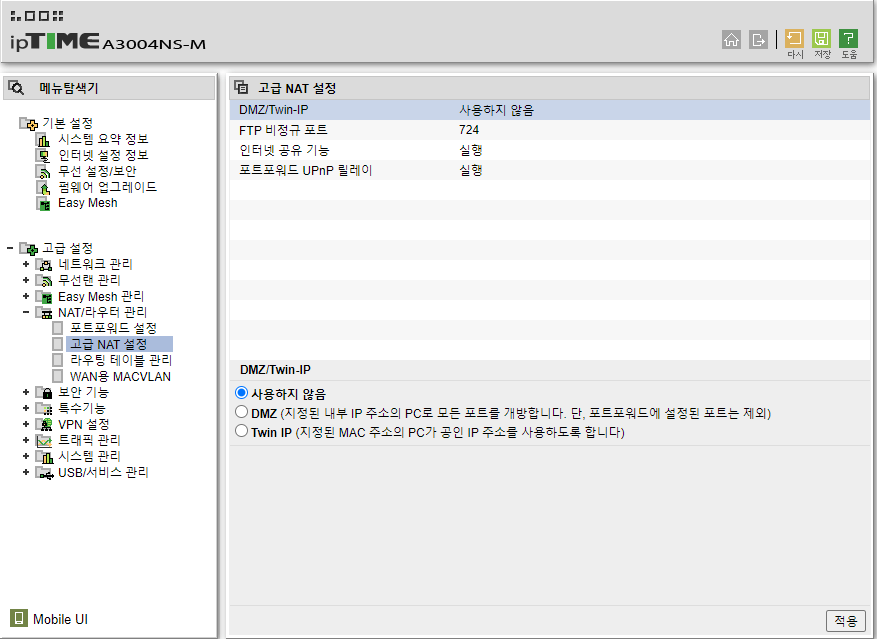 ipTIME A3004NS-M
다시 저장 도움
메뉴탐색기
기본 설정
시스템 요약 정보
인터넷 설정 정보
무선 설정/보안
펌웨어 업그레이드
Easy Mesh
고급 설정
네트워크 관리
무선랜 관리
Easy Mesh 관리
NAT/라우터 관리
포트포워드 설정
고급 NAT 설정
라우팅 테이블 관리
WAN용 MACVLAN
보안 기능
특수기능
VPN 설정
트래픽 관리
시스템 관리
USB/서비스 관리
Mobile UI
고급 NAT 설정
DMZ/Twin-IP 사용하지 않음
FTP 비정규 포트 724
인터넷 공유 기능 실행
포트포워드 UPnP 릴레이 실행
DMZ/Twin-IP
사용하지 않음
DMZ (지정된 내부 IP 주소의 PC로 모든 포트를 개방합니다. 단, 포트포워드에 설정된 포트는 제외)
Twin IP (지정된 MAC 주소의 PC가 공인 IP 주소를 사용하도록 합니다)
적용